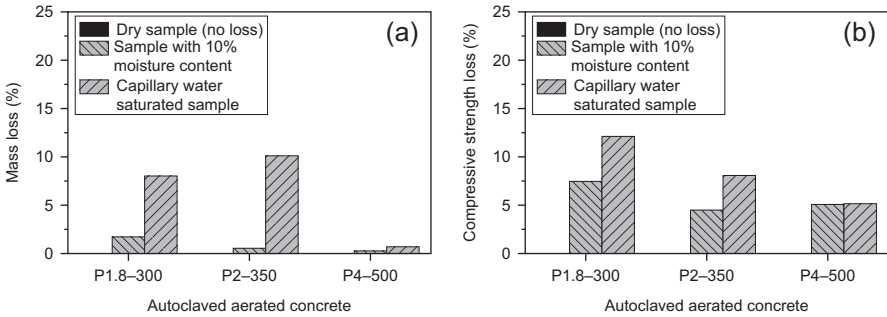 25
20
15
10
5
0
Mass loss (%)
Dry sample (no loss)
Sample with 10%
moisture content
Capillary water
saturated sample
(a)
P1.8–300
P2–350
P4–500
Autoclaved aerated concrete
25
20
15
10
5
0
Compressive strength loss (%)
Dry sample (no loss)
Sample with 10%
moisture content
Capillary water
saturated sample
(b)
P1.8–300
P2–350
P4–500
Autoclaved aerated concrete